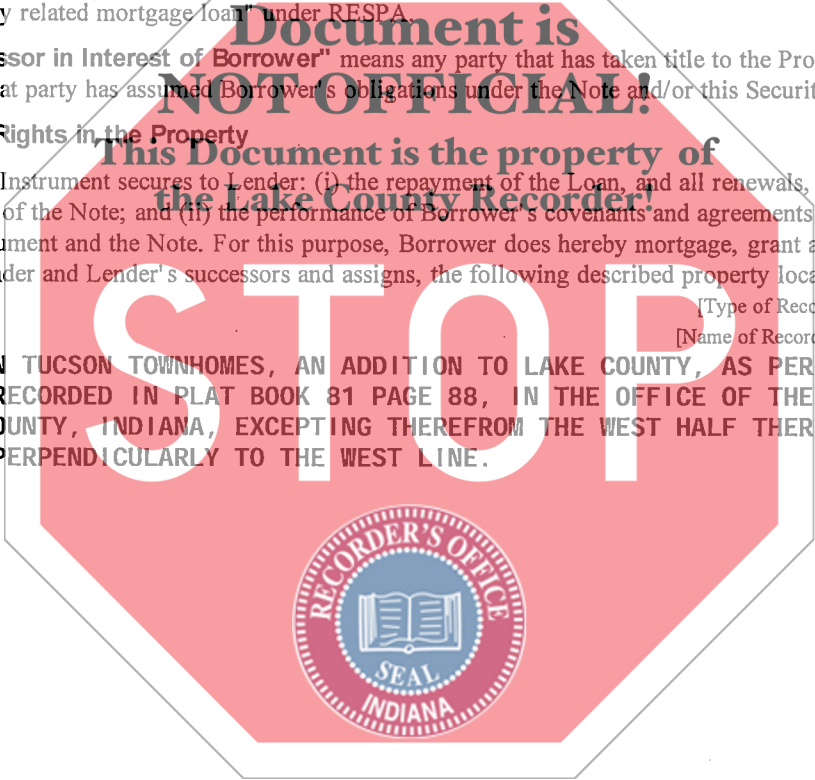 y related mortgage loan" under RESPA.
Document is
ssor in Interest of Borrower" means any party that has taken title to the Pro
NOT OFFICIAL!
at party has assumed Borrower's obligations under the Note and/or this Securit
Rights in the Property
This Document is the property of
Instrument secures to Lender: (i) the repayment of the Loan, and all renewals,
the Lake County Recorder!
of the Note; and (ii) the performance of Borrower's covenants and agreements
ument and the Note. For this purpose, Borrower does hereby mortgage, grant a
der and Lender's successors and assigns, the following described property loca
[Type of Reco
[Name of Record
N TUCSON TOWNHOMES, AN ADDITION TO LAKE COUNTY, AS PER
RECORDED IN PLAT BOOK 81 PAGE 88, IN THE OFFICE OF THE
OUNTY, INDIANA, EXCEPTING THEREFROM THE WEST HALF THER
PERPENDICULARLY TO THE WEST LINE.
STOP
RECORDER'S OFFICE
SEAL
INDIANA